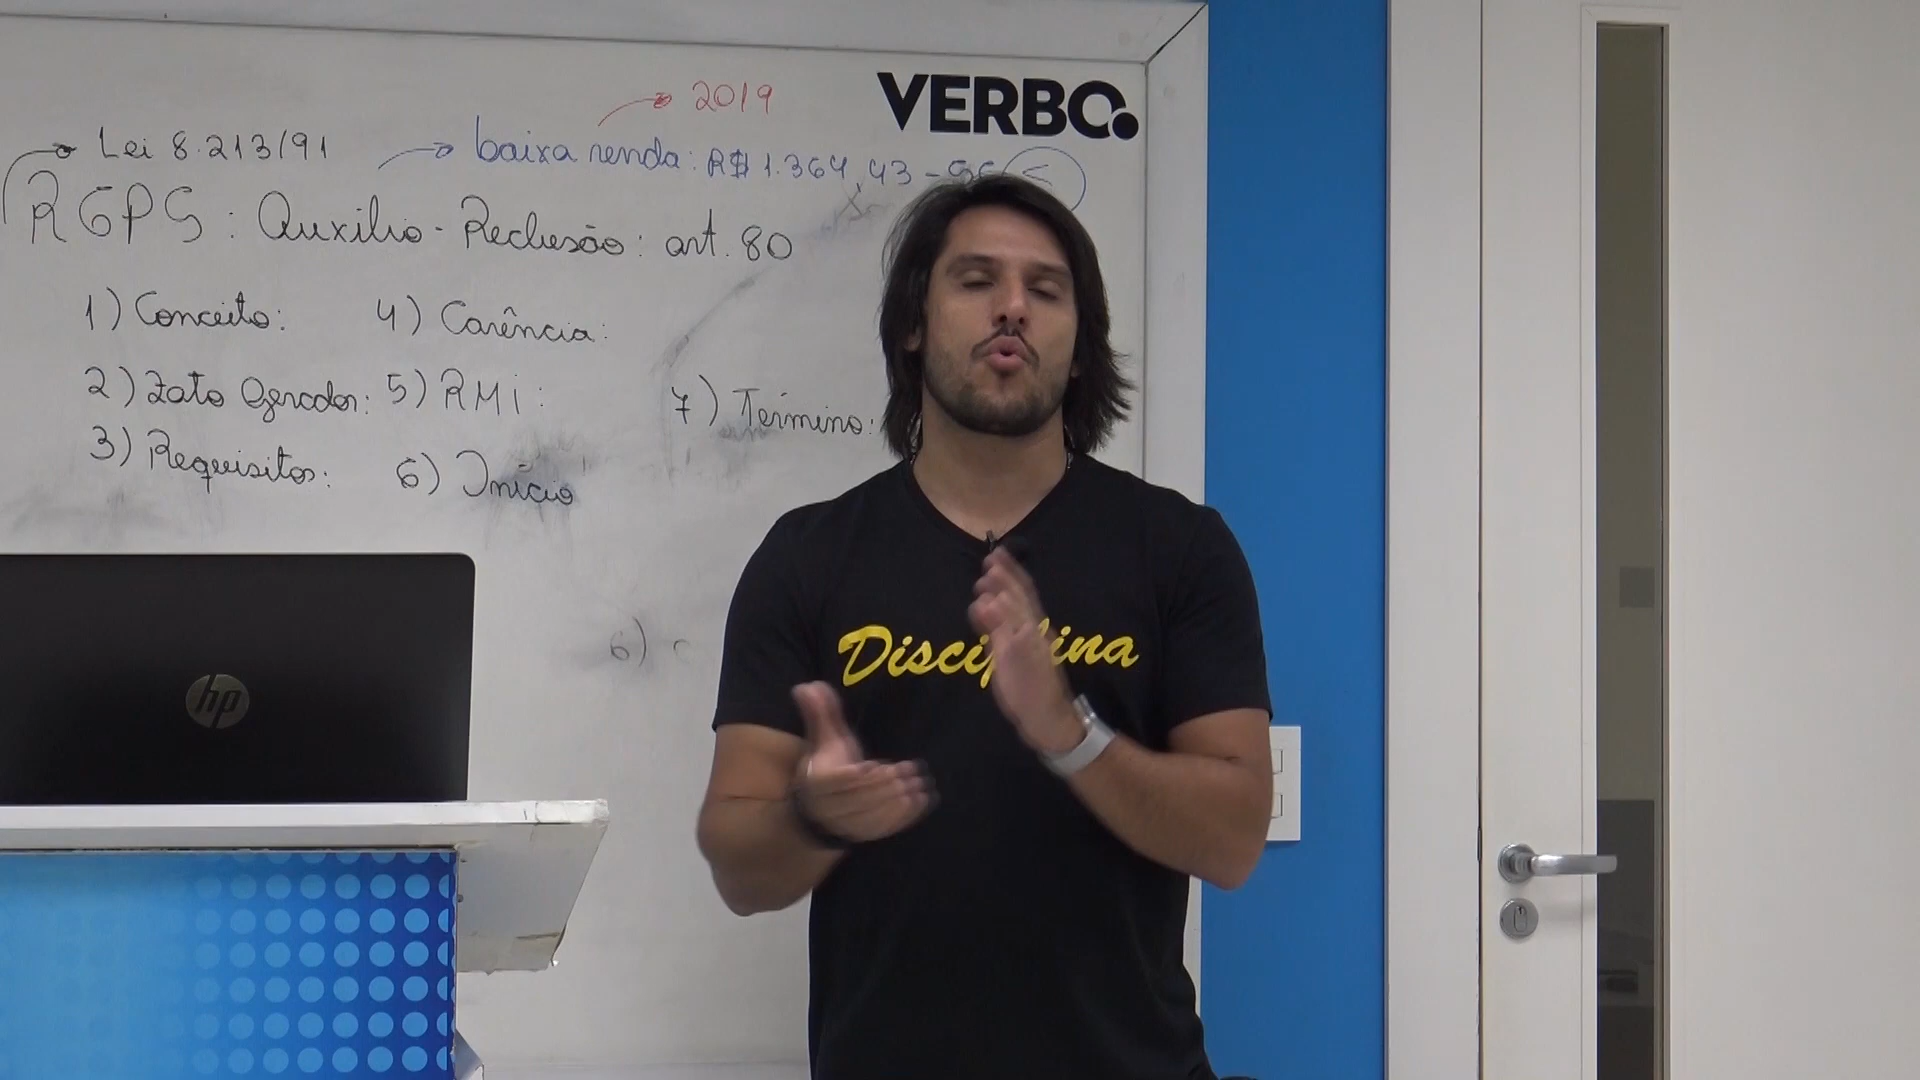 2019
VERBO.
Lei 8.213/91
baixa renda: R$ 1.364,43 -
RGPS: Auxílio-Reclusão: art. 80
1) Conceito: 4) Carência:
2) Fato Gerador: 5) RMI: 7) Término:
3) Requisitos: 6) Início
6)
Disciplina
hp